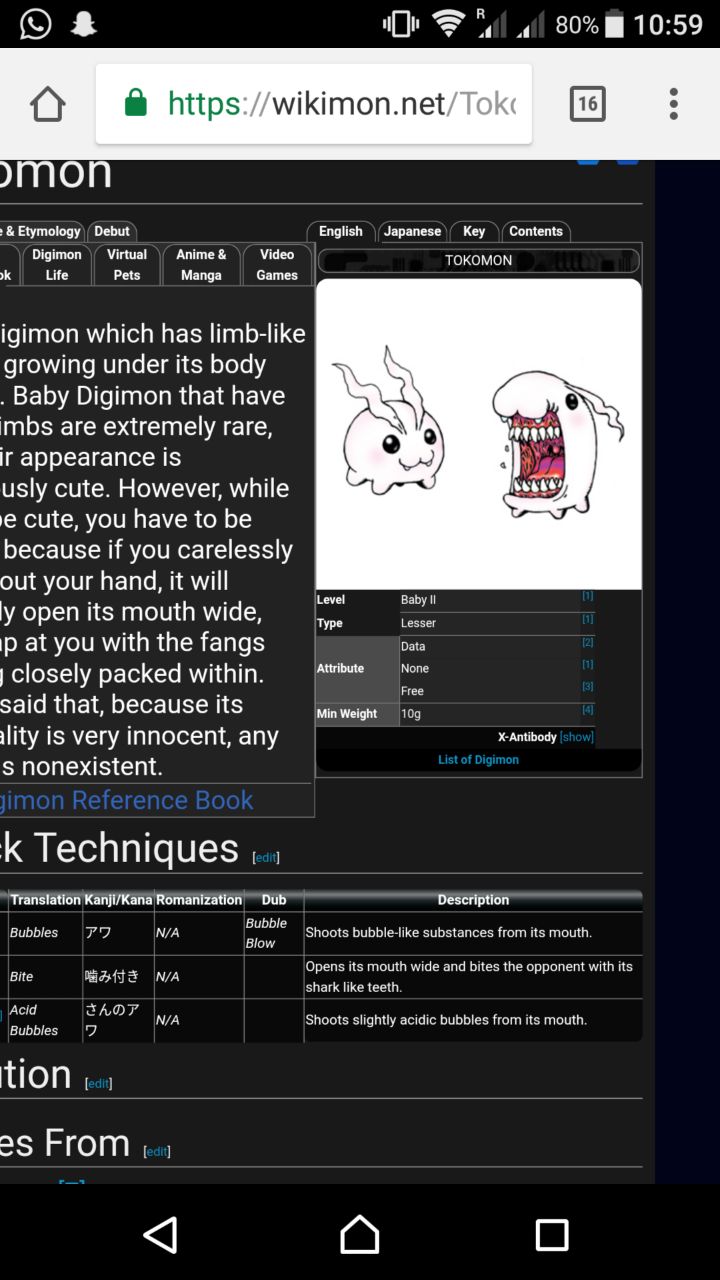 R 80% 10:59
https://wikimon.net/Toko
16
omon
e & Etymology Debut
English Japanese Key Contents
ok Digimon Life Virtual Pets Anime & Manga Video Games
TOKOMON
igimon which has limb-like
growing under its body
. Baby Digimon that have
imbs are extremely rare,
ir appearance is
ously cute. However, while
be cute, you have to be
because if you carelessly
out your hand, it will
ly open its mouth wide,
ap at you with the fangs
g closely packed within.
said that, because its
ality is very innocent, any
s nonexistent.
gimon Reference Book
Level Baby II [1]
Type Lesser [1]
Attribute Data [2]
None [1]
Free [3]
Min Weight 10g [4]
X-Antibody [show]
List of Digimon
ck Techniques [edit]
Translation Kanji/Kana Romanization Dub Description
Bubbles アワ N/A Bubble Blow Shoots bubble-like substances from its mouth.
Bite 噛み付き N/A Opens its mouth wide and bites the opponent with its shark like teeth.
] Acid Bubbles さんのアワ N/A Shoots slightly acidic bubbles from its mouth.
ution [edit]
es From [edit]